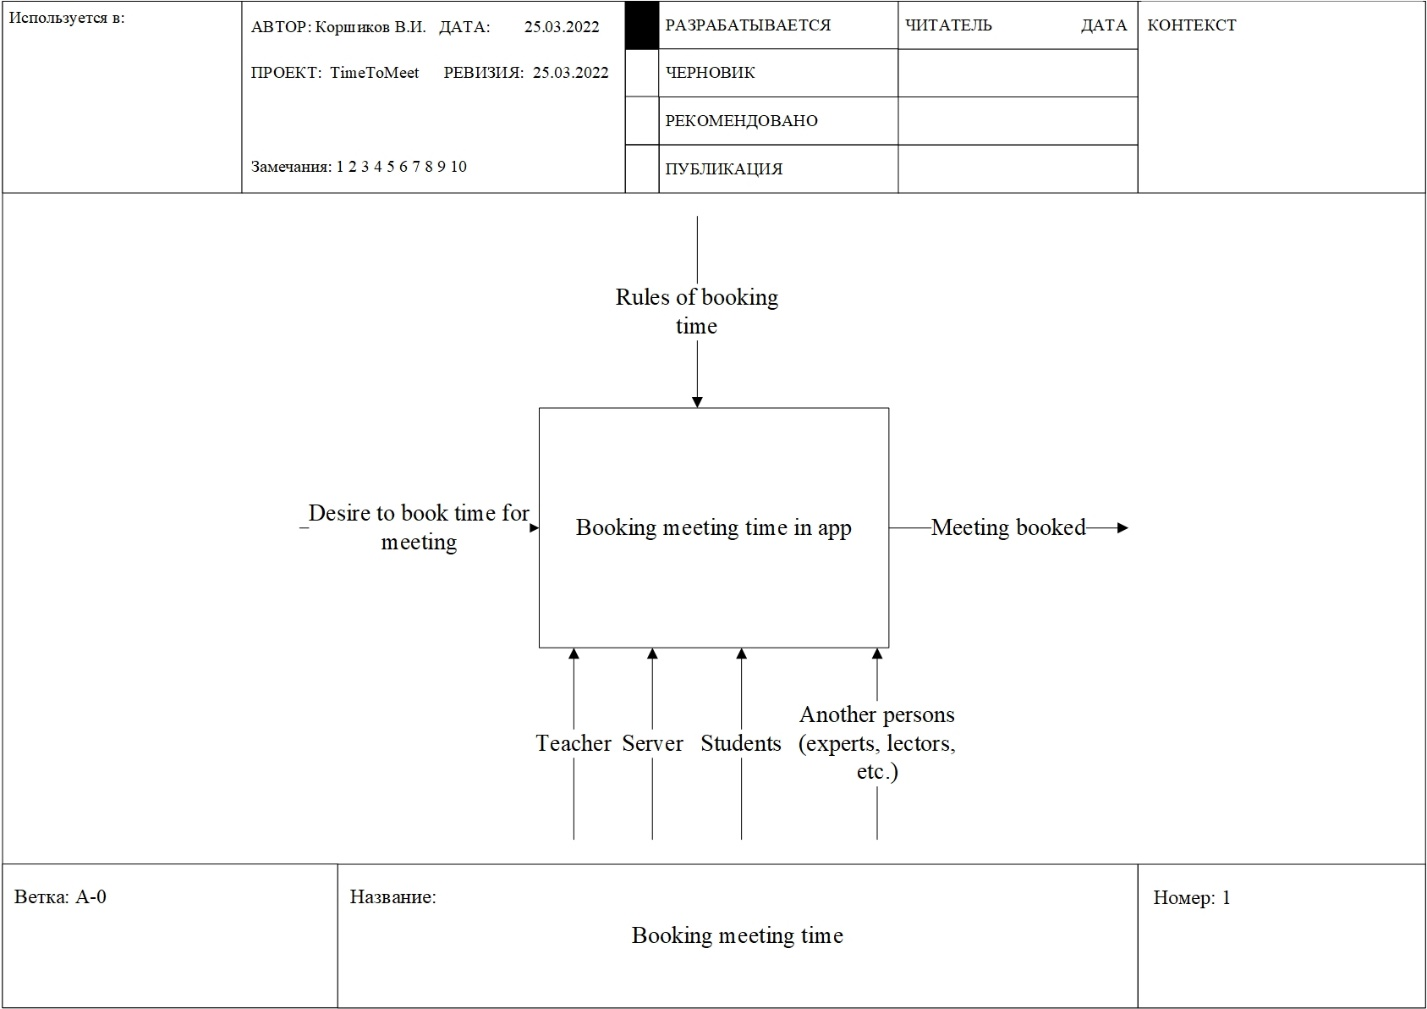 Используется в:
АВТОР: Коршиков В.И. ДАТА: 25.03.2022
ПРОЕКТ: TimeToMeet РЕВИЗИЯ: 25.03.2022
Замечания: 1 2 3 4 5 6 7 8 9 10
РАЗРАБАТЫВАЕТСЯ
ЧЕРНОВИК
РЕКОМЕНДОВАНО
ПУБЛИКАЦИЯ
ЧИТАТЕЛЬ ДАТА
КОНТЕКСТ
Rules of booking
time
Desire to book time for
meeting
Booking meeting time in app
Meeting booked
Teacher
Server
Students
Another persons
(experts, lectors,
etc.)
Ветка: А-0
Название:
Booking meeting time
Номер: 1